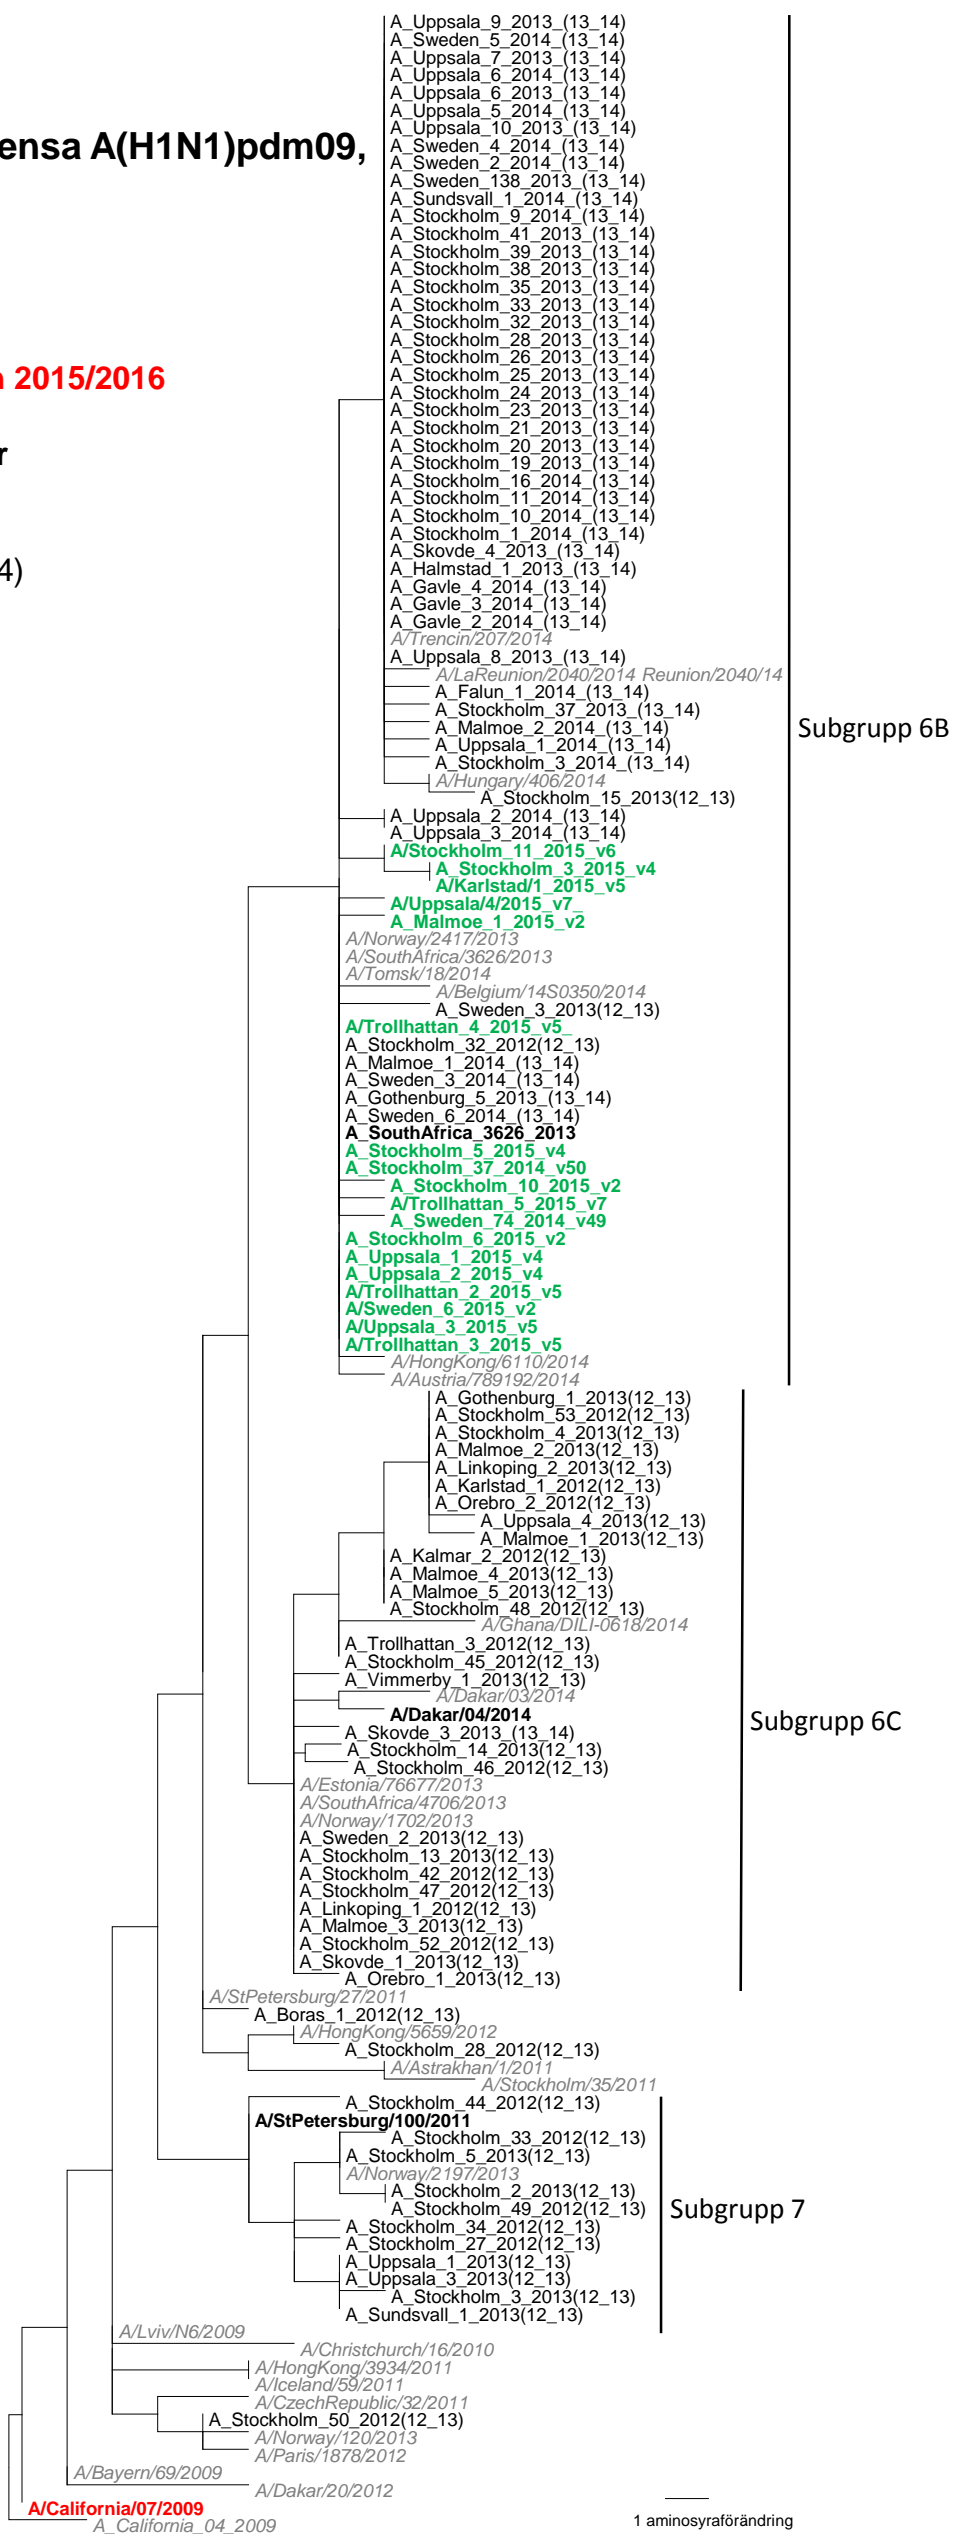 A_Uppsala_9_2013_(13_14)
A_Sweden_5_2014_(13_14)
A_Uppsala_7_2013_(13_14)
A_Uppsala_6_2014_(13_14)
A_Uppsala_6_2013_(13_14)
A_Uppsala_5_2014_(13_14)
A_Uppsala_10_2013_(13_14)
ensa A(H1N1)pdm09,
A_Sweden_4_2014_(13_14)
A_Sweden_2_2014_(13_14)
A_Sweden_138_2013_(13_14)
A_Sundsvall_1_2014_(13_14)
A_Stockholm_9_2014_(13_14)
A_Stockholm_41_2013_(13_14)
A_Stockholm_39_2013_(13_14)
A_Stockholm_38_2013_(13_14)
A_Stockholm_35_2013_(13_14)
A_Stockholm_33_2013_(13_14)
A_Stockholm_32_2013_(13_14)
A_Stockholm_28_2013_(13_14)
A_Stockholm_26_2013_(13_14)
A_Stockholm_25_2013_(13_14)
2015/2016
A_Stockholm_24_2013_(13_14)
A_Stockholm_23_2013_(13_14)
A_Stockholm_21_2013_(13_14)
A_Stockholm_20_2013_(13_14)
r
A_Stockholm_19_2013_(13_14)
A_Stockholm_16_2014_(13_14)
A_Stockholm_11_2014_(13_14)
A_Stockholm_10_2014_(13_14)
A_Stockholm_1_2014_(13_14)
A_Skovde_4_2013_(13_14)
4)
A_Halmstad_1_2013_(13_14)
A_Gavle_4_2014_(13_14)
A_Gavle_3_2014_(13_14)
A_Gavle_2_2014_(13_14)
A/Trencin/207/2014
A_Uppsala_8_2013_(13_14)
A/LaReunion/2040/2014 Reunion/2040/14
A_Falun_1_2014_(13_14)
A_Stockholm_37_2013_(13_14)
A_Malmoe_2_2014_(13_14)
Subgrupp 6B
A_Uppsala_1_2014_(13_14)
A_Stockholm_3_2014_(13_14)
A/Hungary/406/2014
A_Stockholm_15_2013(12_13)
A_Uppsala_2_2014_(13_14)
A_Uppsala_3_2014_(13_14)
A/Stockholm_11_2015_v6
A_Stockholm_3_2015_v4
A/Karlstad/1_2015_v5
A/Uppsala/4/2015_v7_
A_Malmoe_1_2015_v2
A/Norway/2417/2013
A/SouthAfrica/3626/2013
A/Tomsk/18/2014
A/Belgium/14S0350/2014
A_Sweden_3_2013(12_13)
A/Trollhattan_4_2015_v5_
A_Stockholm_32_2012(12_13)
A_Malmoe_1_2014_(13_14)
A_Sweden_3_2014_(13_14)
A_Gothenburg_5_2013_(13_14)
A_Sweden_6_2014_(13_14)
A_SouthAfrica_3626_2013
A_Stockholm_5_2015_v4
A_Stockholm_37_2014_v50
A_Stockholm_10_2015_v2
A/Trollhattan_5_2015_v7
A_Sweden_74_2014_v49
A_Stockholm_6_2015_v2
A_Uppsala_1_2015_v4
A_Uppsala_2_2015_v4
A/Trollhattan_2_2015_v5
A/Sweden_6_2015_v2
A/Uppsala_3_2015_v5
A/Trollhattan_3_2015_v5
A/HongKong/6110/2014
A/Austria/789192/2014
A_Gothenburg_1_2013(12_13)
A_Stockholm_53_2012(12_13)
A_Stockholm_4_2013(12_13)
A_Malmoe_2_2013(12_13)
A_Linkoping_2_2013(12_13)
A_Karlstad_1_2012(12_13)
A_Orebro_2_2012(12_13)
A_Uppsala_4_2013(12_13)
A_Malmoe_1_2013(12_13)
A_Kalmar_2_2012(12_13)
A_Malmoe_4_2013(12_13)
A_Malmoe_5_2013(12_13)
A_Stockholm_48_2012(12_13)
A/Ghana/DILI-0618/2014
A_Trollhattan_3_2012(12_13)
A_Stockholm_45_2012(12_13)
A_Vimmerby_1_2013(12_13)
A/Dakar/03/2014
A/Dakar/04/2014
Subgrupp 6C
A_Skovde_3_2013_(13_14)
A_Stockholm_14_2013(12_13)
A_Stockholm_46_2012(12_13)
A/Estonia/76677/2013
A/SouthAfrica/4706/2013
A/Norway/1702/2013
A_Sweden_2_2013(12_13)
A_Stockholm_13_2013(12_13)
A_Stockholm_42_2012(12_13)
A_Stockholm_47_2012(12_13)
A_Linkoping_1_2012(12_13)
A_Malmoe_3_2013(12_13)
A_Stockholm_52_2012(12_13)
A_Skovde_1_2013(12_13)
A_Orebro_1_2013(12_13)
A/StPetersburg/27/2011
A_Boras_1_2012(12_13)
A/HongKong/5659/2012
A_Stockholm_28_2012(12_13)
A/Astrakhan/1/2011
A/Stockholm/35/2011
A_Stockholm_44_2012(12_13)
A/StPetersburg/100/2011
A_Stockholm_33_2012(12_13)
A_Stockholm_5_2013(12_13)
A/Norway/2197/2013
A_Stockholm_2_2013(12_13)
A_Stockholm_49_2012(12_13)
Subgrupp 7
A_Stockholm_34_2012(12_13)
A_Stockholm_27_2012(12_13)
A_Uppsala_1_2013(12_13)
A_Uppsala_3_2013(12_13)
A_Stockholm_3_2013(12_13)
A_Sundsvall_1_2013(12_13)
A/Lviv/N6/2009
A/Christchurch/16/2010
A/HongKong/3934/2011
A/Iceland/59/2011
A/CzechRepublic/32/2011
A_Stockholm_50_2012(12_13)
A/Norway/120/2013
A/Paris/1878/2012
A/Bayern/69/2009
A/Dakar/20/2012
A/California/07/2009
A_California_04_2009
1 aminosyraförändring